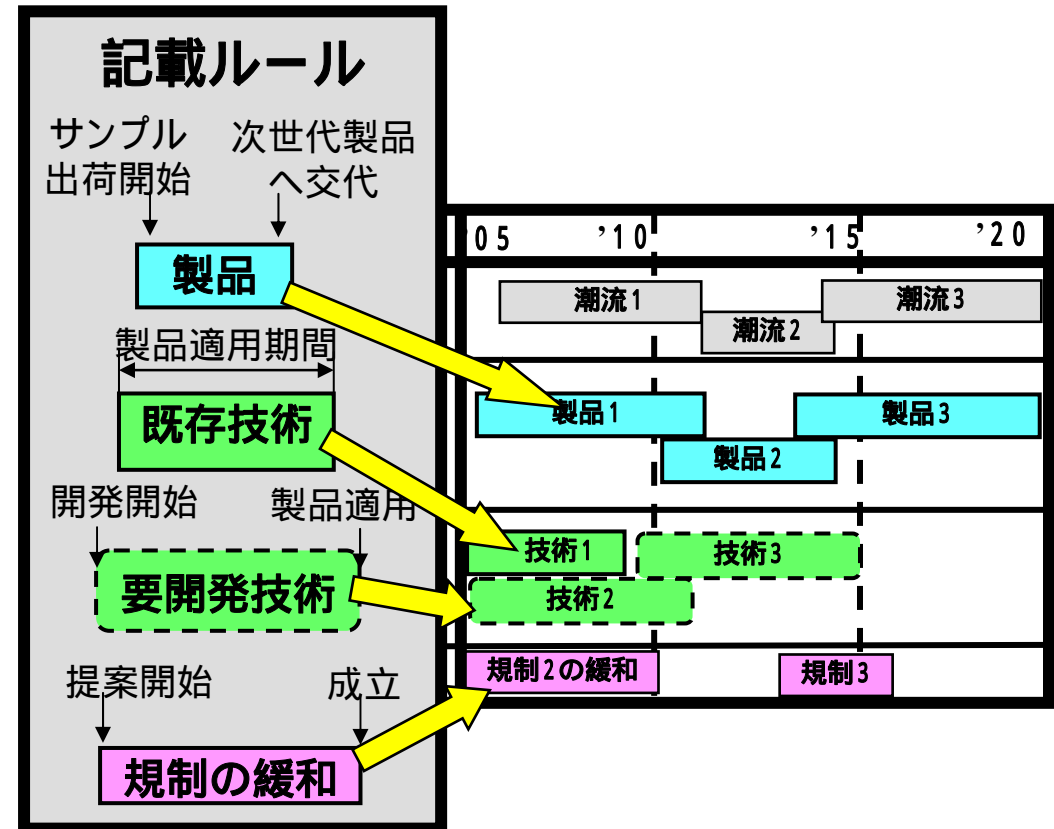 記載ルール
サンプル
出荷開始
次世代製品
へ交代
製品
製品適用期間
既存技術
開発開始
製品適用
要開発技術
提案開始
成立
規制の緩和
'05 '10 '15 '20
潮流1
潮流2
潮流3
製品1
製品2
製品3
技術1
技術3
技術2
規制2の緩和
規制3